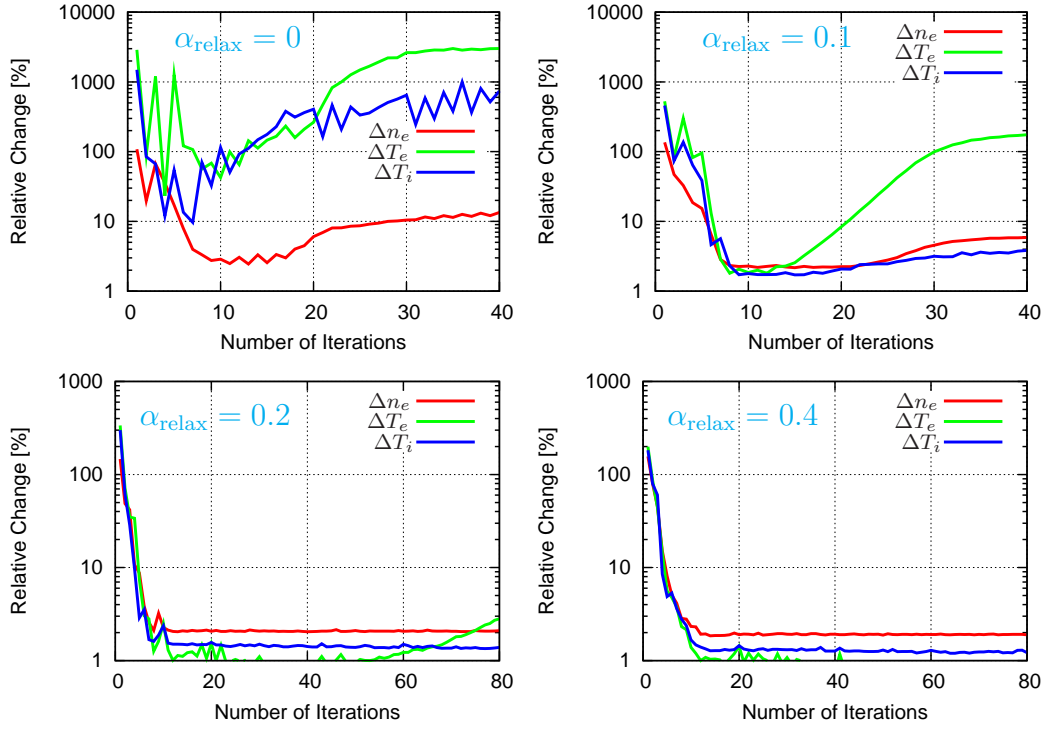 Relative Change [%]
10000
1000
100
10
1
α_relax = 0
Δn_e
ΔT_e
ΔT_i
0 10 20 30 40
Number of Iterations
Relative Change [%]
10000
1000
100
10
1
α_relax = 0.1
Δn_e
ΔT_e
ΔT_i
0 10 20 30 40
Number of Iterations
Relative Change [%]
1000
100
10
1
α_relax = 0.2
Δn_e
ΔT_e
ΔT_i
0 20 40 60 80
Number of Iterations
Relative Change [%]
1000
100
10
1
α_relax = 0.4
Δn_e
ΔT_e
ΔT_i
0 20 40 60 80
Number of Iterations